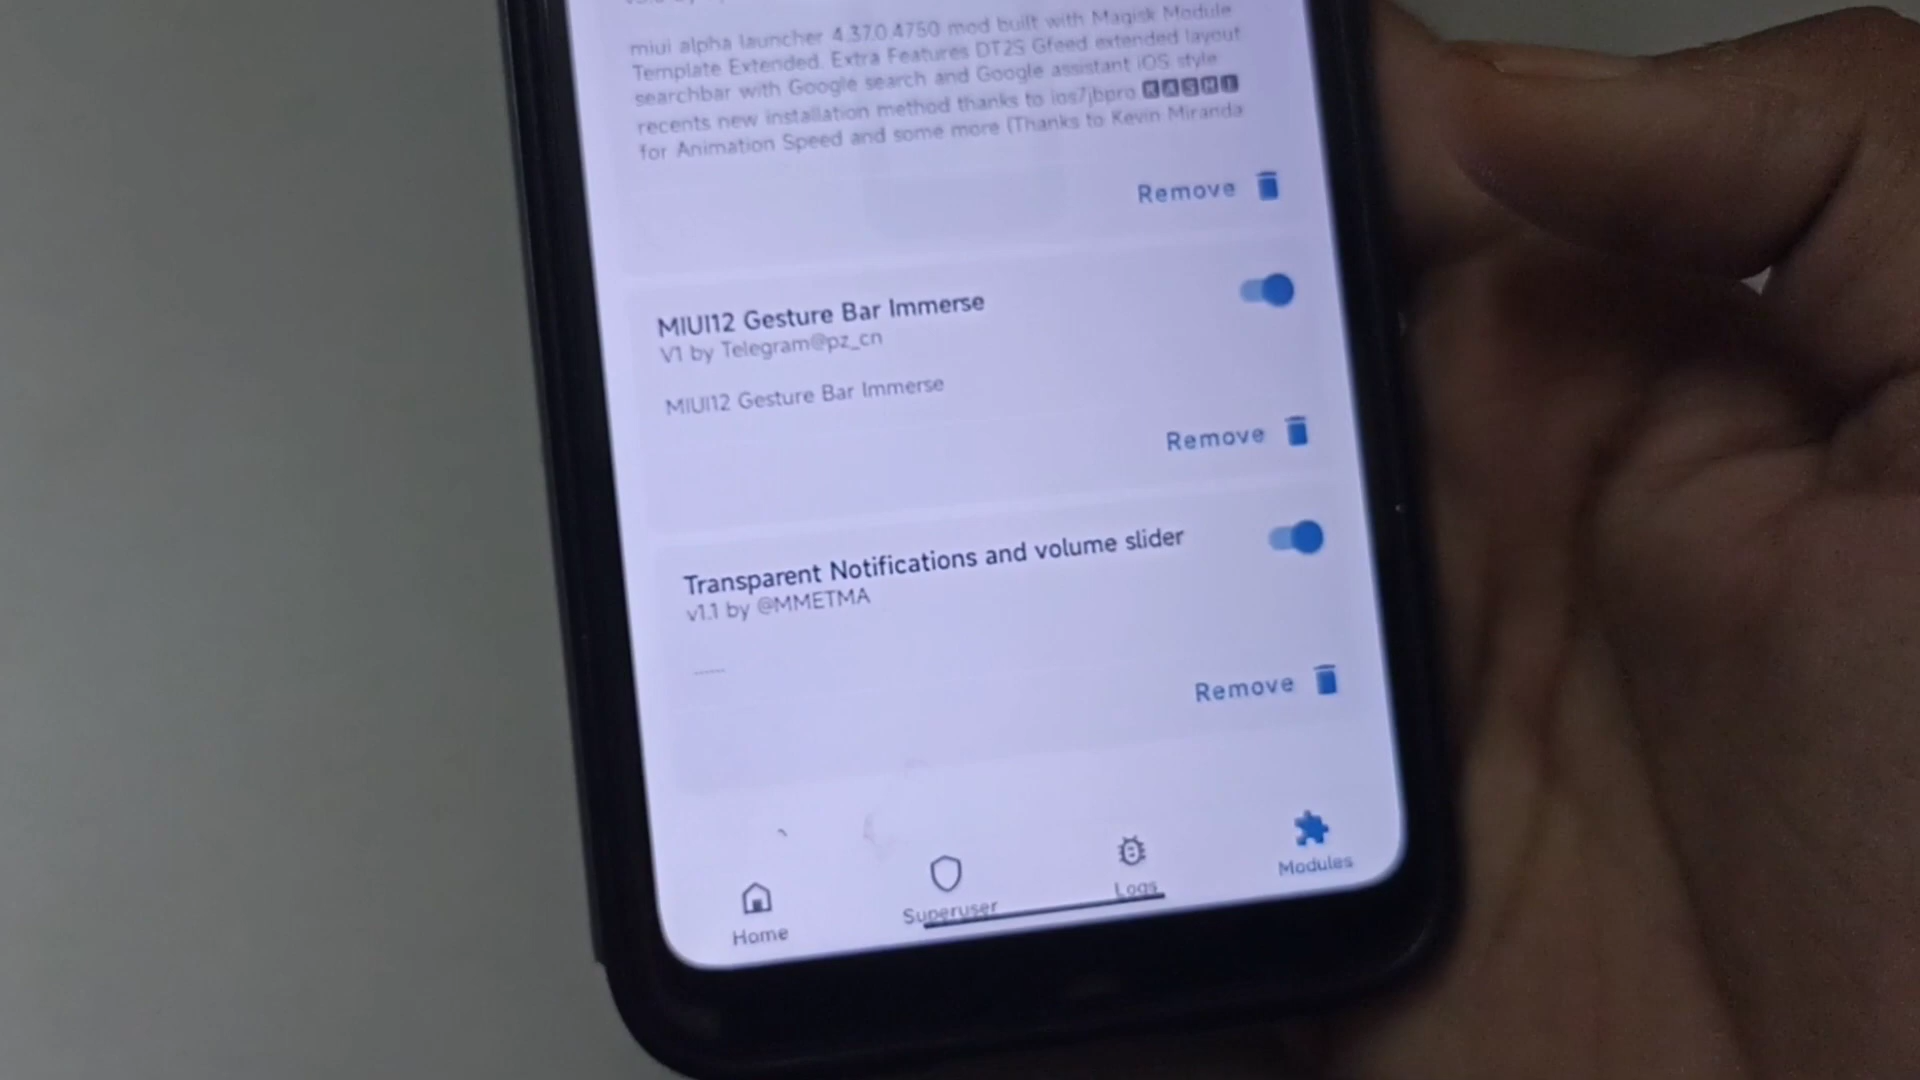 miui alpha launcher 4.37.0.4750 mod built with Magisk Module
Template Extended. Extra Features DT2S Gfeed extended layout
searchbar with Google search and Google assistant iOS style
recents new installation method thanks to ios7jbpro 🅺🅰🆂🅷🅸
for Animation Speed and some more (Thanks to Kevin Miranda
Remove
MIUI12 Gesture Bar Immerse
V1 by Telegram@pz_cn
MIUI12 Gesture Bar Immerse
Remove
Transparent Notifications and volume slider
v1.1 by @MMETMA
......
Remove
Home
Superuser
Logs
Modules